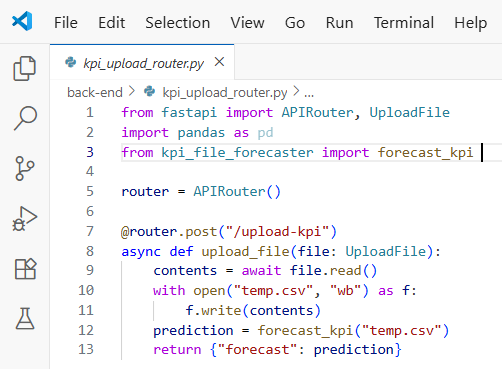 File Edit Selection View Go Run Terminal Help
kpi_upload_router.py
back-end > kpi_upload_router.py > ...
1 from fastapi import APIRouter, UploadFile
2 import pandas as pd
3 from kpi_file_forecaster import forecast_kpi
4
5 router = APIRouter()
6
7 @router.post("/upload-kpi")
8 async def upload_file(file: UploadFile):
9     contents = await file.read()
10     with open("temp.csv", "wb") as f:
11         f.write(contents)
12     prediction = forecast_kpi("temp.csv")
13     return {"forecast": prediction}